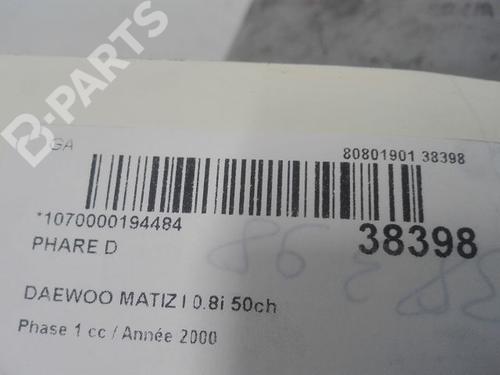 B-PARTS
GA
80801901 38398
*1070000194484
38398
PHARE D
DAEWOO MATIZ I 0.8i 50ch
Phase 1 cc / Année 2000